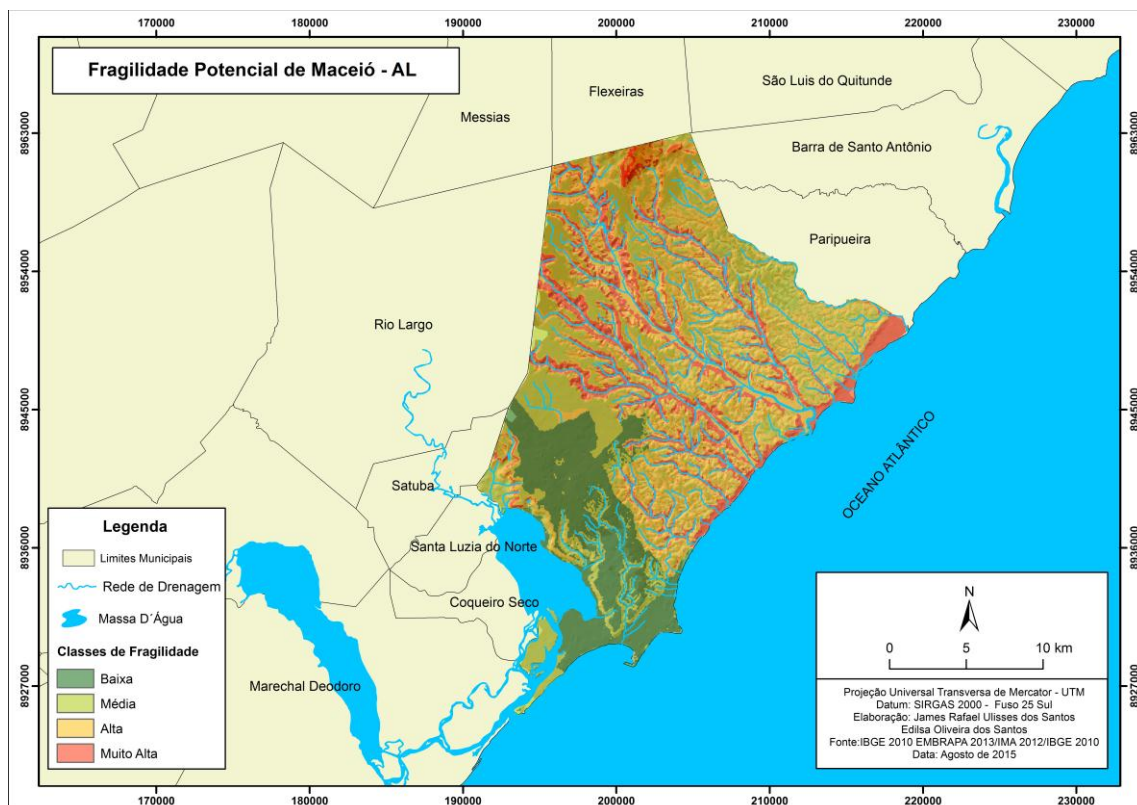 170000 180000 190000 200000 210000 220000 230000
Fragilidade Potencial de Maceió - AL
São Luis do Quitunde
Flexeiras
Messias
8963000 8963000
Barra de Santo Antônio
Paripueira
8954000 8954000
Rio Largo
8945000 8945000
OCEANO ATLÂNTICO
Satuba
Santa Luzia do Norte
8936000 8936000
Coqueiro Seco
Marechal Deodoro
8927000 8927000
Legenda
Limites Municipais
Rede de Drenagem
Massa D´Água
Classes de Fragilidade
Baixa
Média
Alta
Muito Alta
N
0 5 10 km
Projeção Universal Transversa de Mercator - UTM
Datum: SIRGAS 2000 - Fuso 25 Sul
Elaboração: James Rafael Ulisses dos Santos
Edilsa Oliveira dos Santos
Fonte:IBGE 2010 EMBRAPA 2013/IMA 2012/IBGE 2010
Data: Agosto de 2015
170000 180000 190000 200000 210000 220000 230000